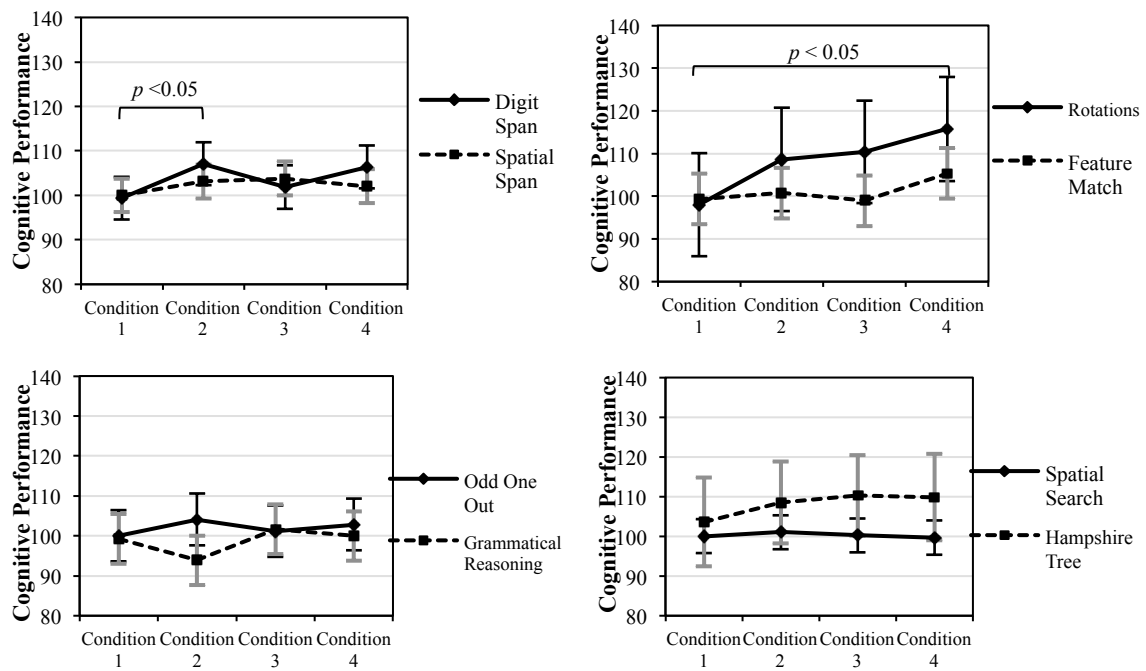 140
130
120
110
100
90
80
Cognitive Performance
p <0.05
Digit
Span
Spatial
Span
Condition
1
Condition
2
Condition
3
Condition
4
140
130
120
110
100
90
80
Cognitive Performance
p < 0.05
Rotations
Feature
Match
Condition
1
Condition
2
Condition
3
Condition
4
140
130
120
110
100
90
80
Cognitive Performance
Odd One
Out
Grammatical
Reasoning
Condition
1
Condition
2
Condition
3
Condition
4
140
130
120
110
100
90
80
Cognitive Performance
Spatial
Search
Hampshire
Tree
Condition
1
Condition
2
Condition
3
Condition
4